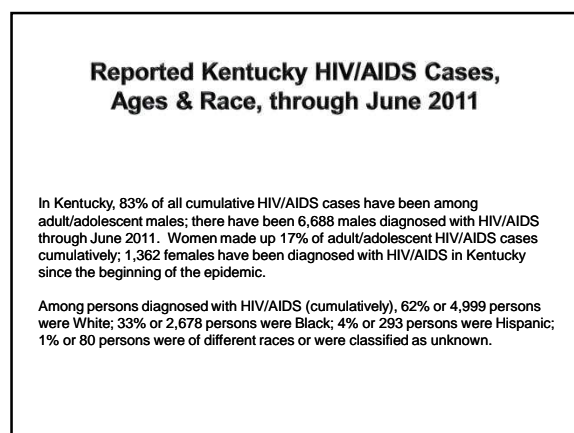 Reported Kentucky HIV/AIDS Cases,
Ages & Race, through June 2011
In Kentucky, 83% of all cumulative HIV/AIDS cases have been among
adult/adolescent males; there have been 6,688 males diagnosed with HIV/AIDS
through June 2011. Women made up 17% of adult/adolescent HIV/AIDS cases
cumulatively; 1,362 females have been diagnosed with HIV/AIDS in Kentucky
since the beginning of the epidemic.
Among persons diagnosed with HIV/AIDS (cumulatively), 62% or 4,999 persons
were White; 33% or 2,678 persons were Black; 4% or 293 persons were Hispanic;
1% or 80 persons were of different races or were classified as unknown.